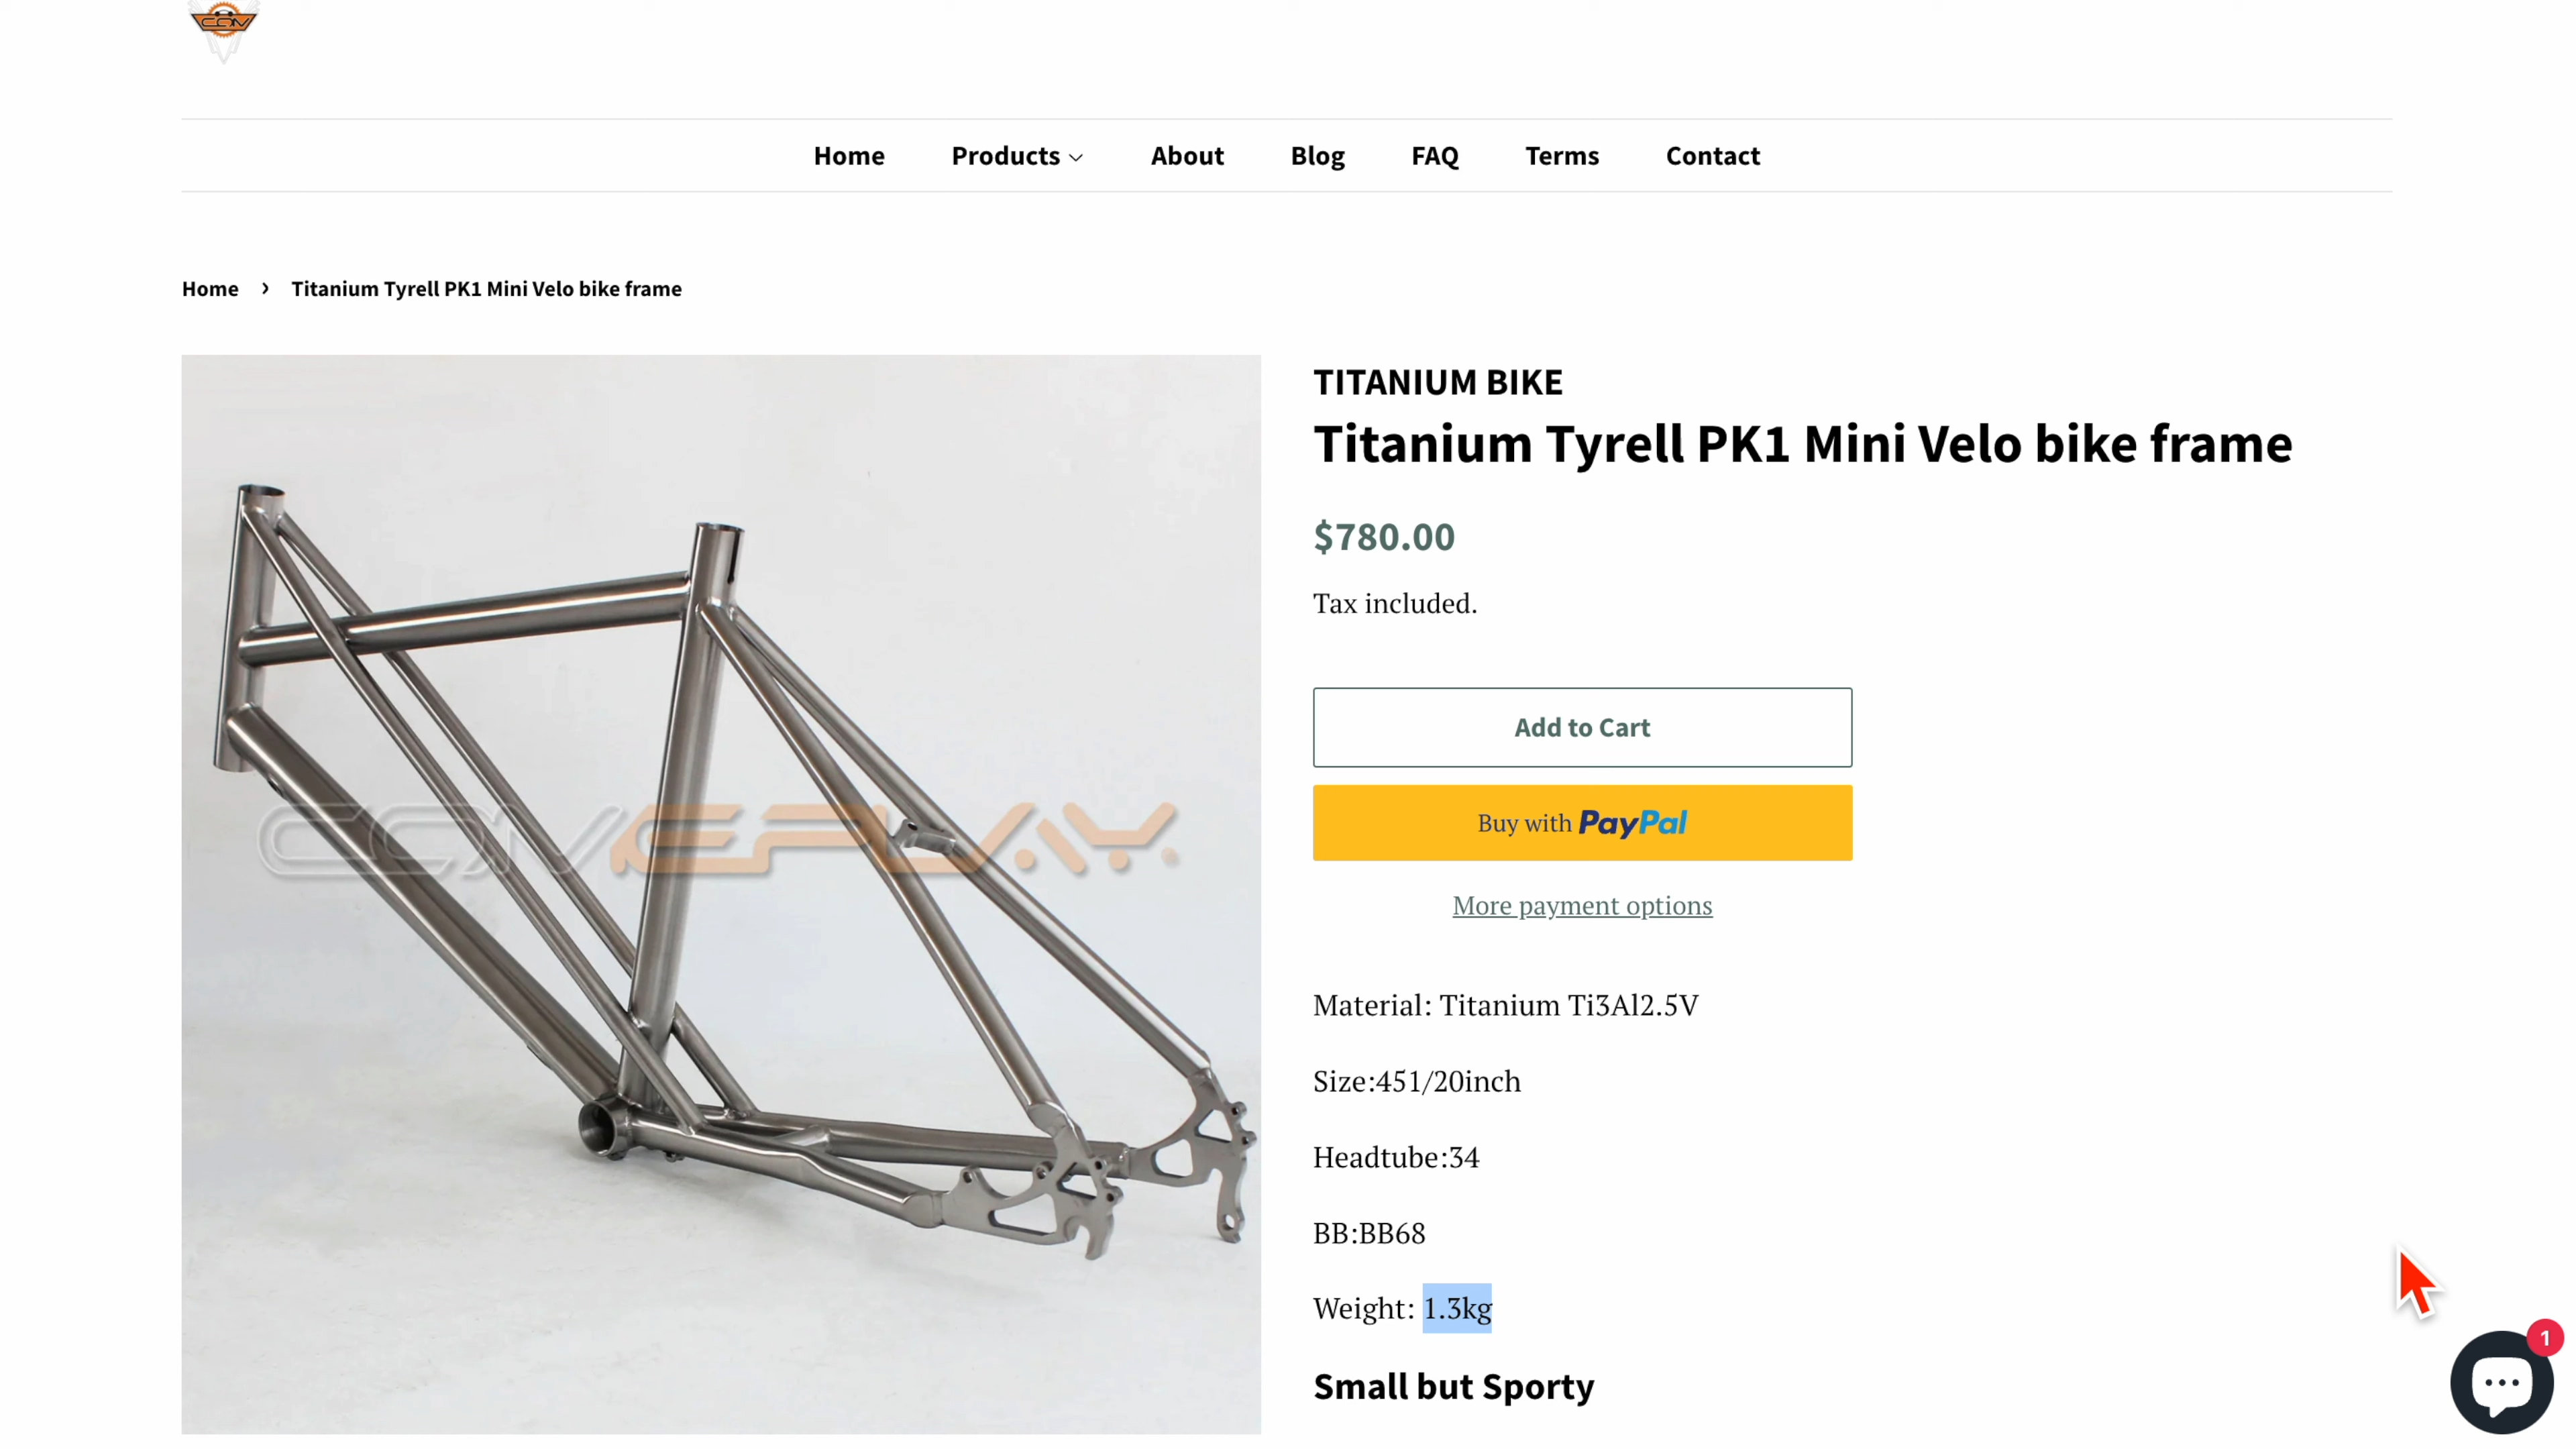 COM
Home
Products
About
Blog
FAQ
Terms
Contact
Home › Titanium Tyrell PK1 Mini Velo bike frame
COMEPLAY
TITANIUM BIKE
Titanium Tyrell PK1 Mini Velo bike frame
$780.00
Tax included.
Add to Cart
Buy with PayPal
More payment options
Material: Titanium Ti3Al2.5V
Size:451/20inch
Headtube:34
BB:BB68
Weight: 1.3kg
Small but Sporty
1